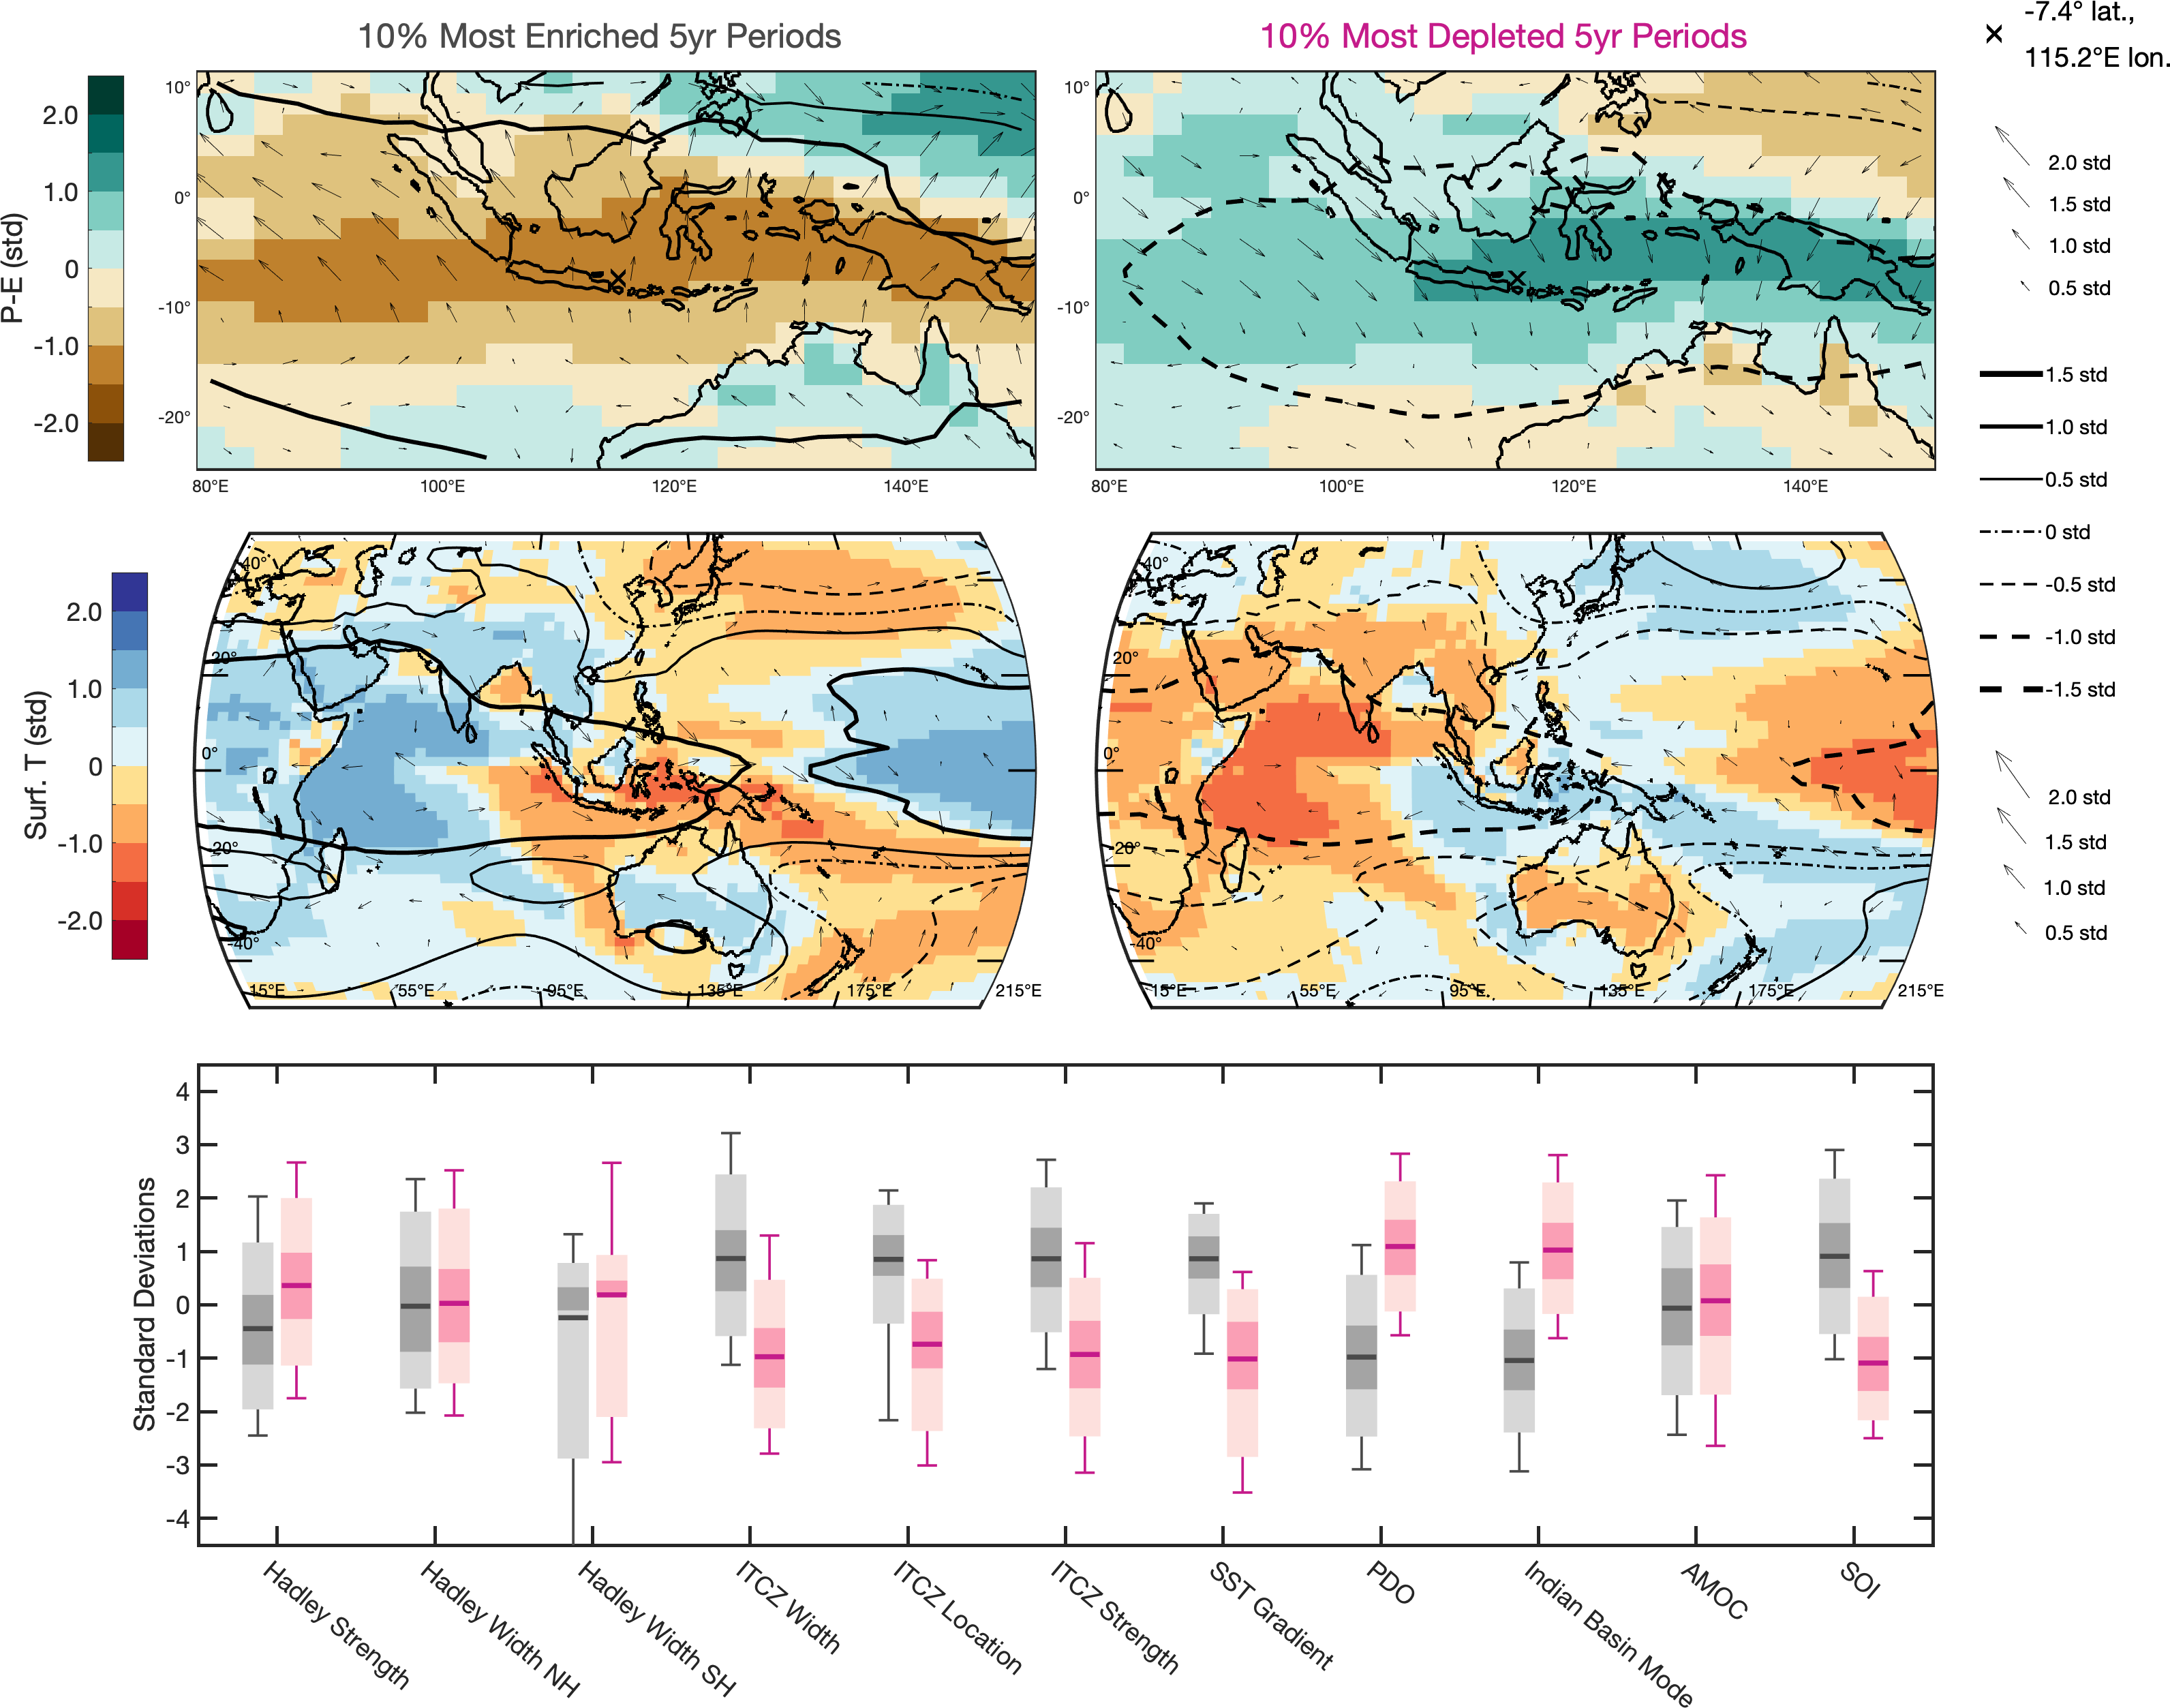 10% Most Enriched 5yr Periods
10% Most Depleted 5yr Periods
-7.4° lat.,
115.2°E lon.
P-E (std)
2.0
1.0
0
-1.0
-2.0
10°
0°
-10°
-20°
80°E
100°E
120°E
140°E
10°
0°
-10°
-20°
80°E
100°E
120°E
140°E
2.0 std
1.5 std
1.0 std
0.5 std
1.5 std
1.0 std
0.5 std
0 std
-0.5 std
-1.0 std
-1.5 std
2.0 std
1.5 std
1.0 std
0.5 std
Surf. T (std)
2.0
1.0
0
-1.0
-2.0
40°
20°
0°
-20°
-40°
15°E
55°E
95°E
135°E
175°E
215°E
40°
20°
0°
-20°
-40°
15°E
55°E
95°E
135°E
175°E
215°E
Standard Deviations
4
3
2
1
0
-1
-2
-3
-4
Hadley Strength
Hadley Width NH
Hadley Width SH
ITCZ Width
ITCZ Location
ITCZ Strength
SST Gradient
PDO
Indian Basin Mode
AMOC
SOI